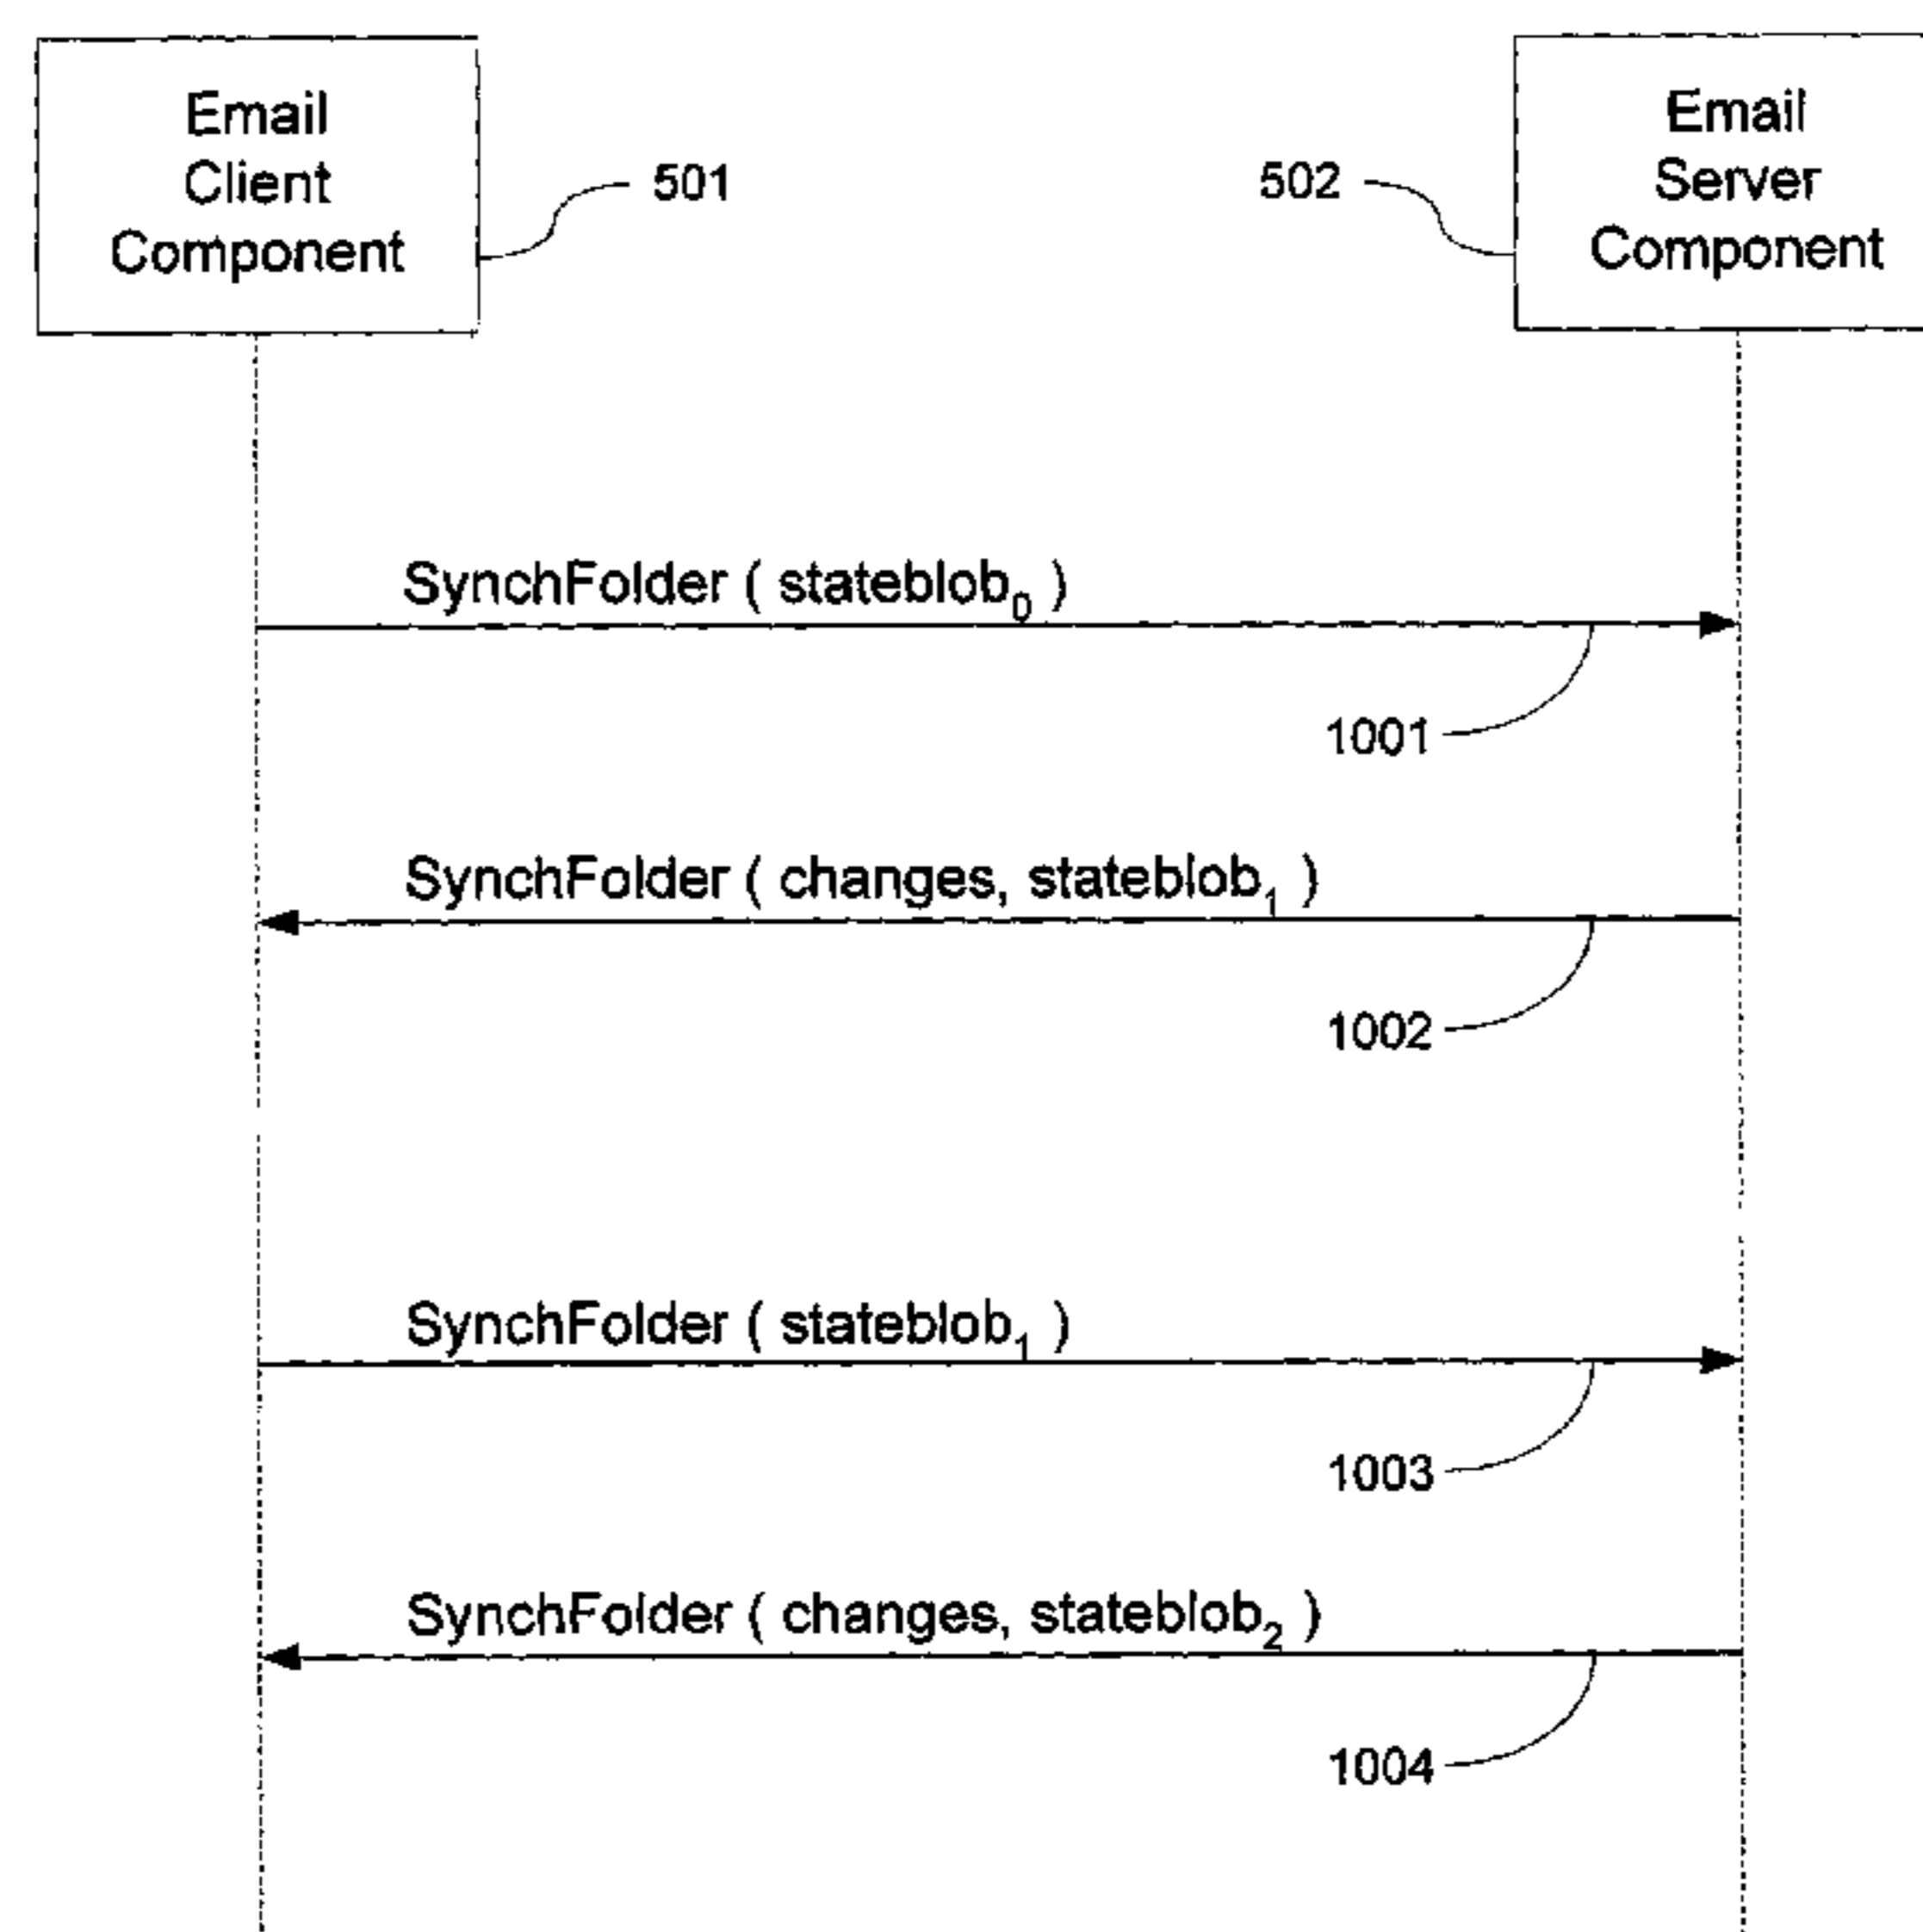 Email
Client
Component
501
502
Email
Server
Component
SynchFolder ( stateblob₀ )
1001
SynchFolder ( changes, stateblob₁ )
1002
SynchFolder ( stateblob₁ )
1003
SynchFolder ( changes, stateblob₂ )
1004